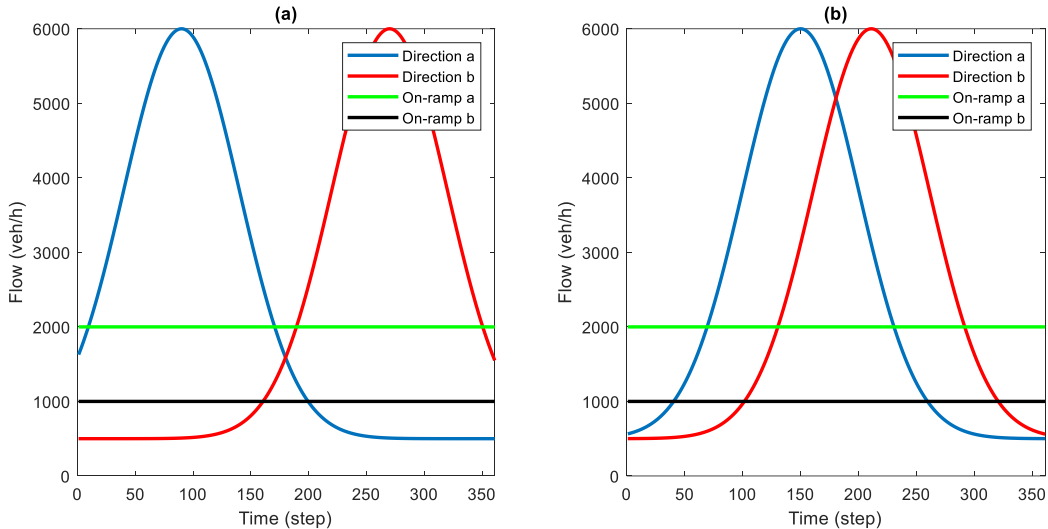 (a)
6000
5000
4000
3000
2000
1000
0
Flow (veh/h)
0 50 100 150 200 250 300 350
Time (step)
Direction a
Direction b
On-ramp a
On-ramp b
(b)
6000
5000
4000
3000
2000
1000
0
Flow (veh/h)
0 50 100 150 200 250 300 350
Time (step)
Direction a
Direction b
On-ramp a
On-ramp b